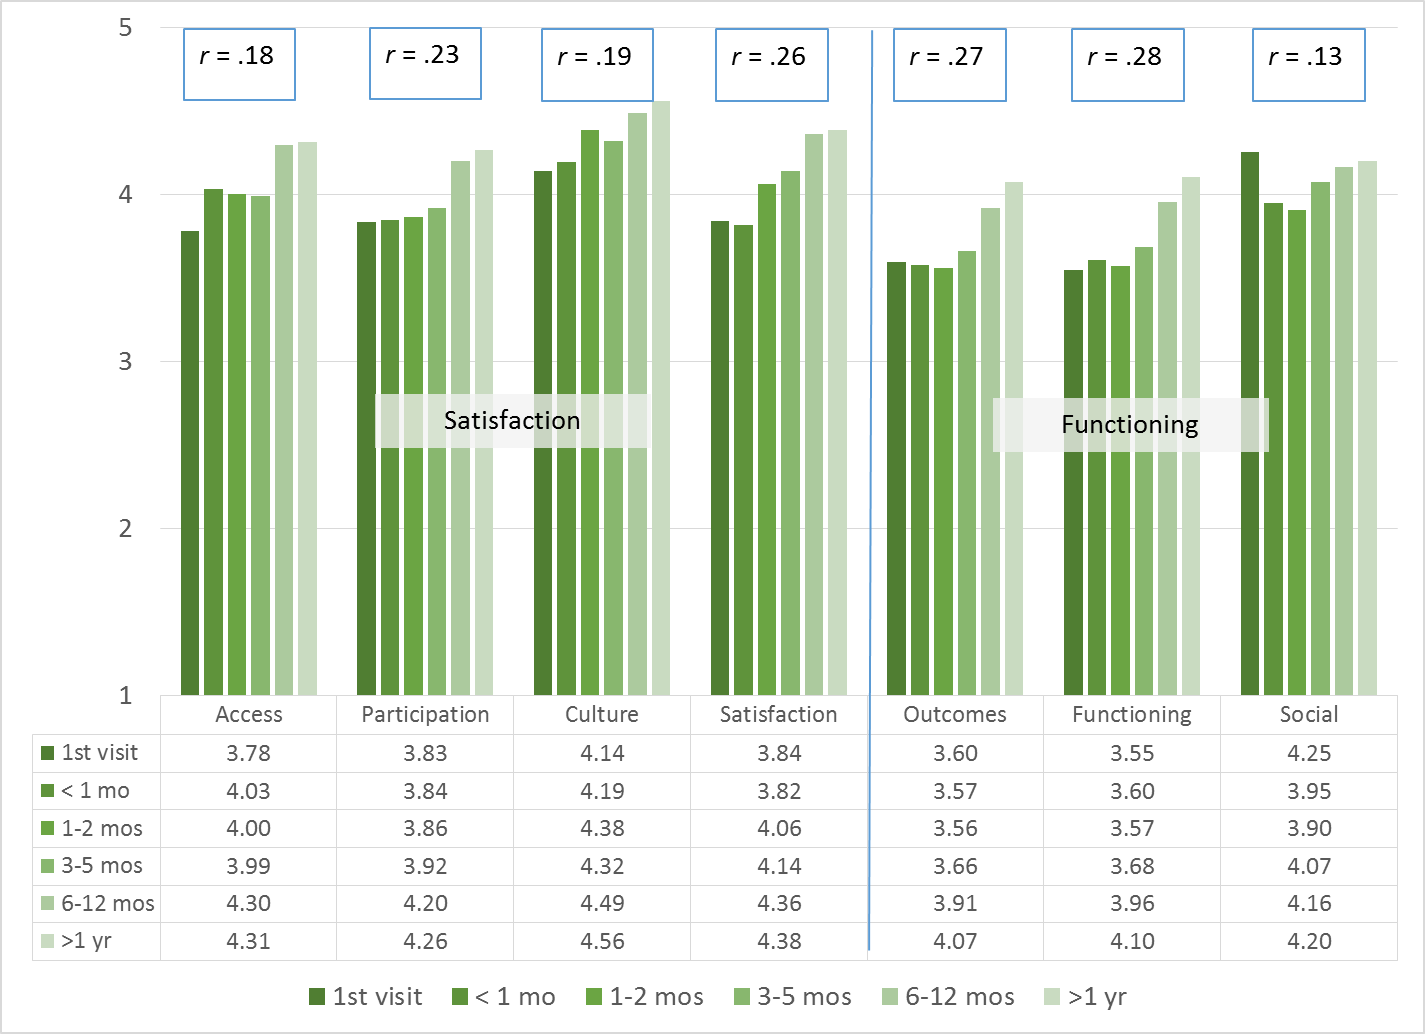 5
r = .18 r = .23 r = .19 r = .26 r = .27 r = .28 r = .13
4
3
Satisfaction Functioning
2
1
Access Participation Culture Satisfaction Outcomes Functioning Social
1st visit 3.78 3.83 4.14 3.84 3.60 3.55 4.25
< 1 mo 4.03 3.84 4.19 3.82 3.57 3.60 3.95
1-2 mos 4.00 3.86 4.38 4.06 3.56 3.57 3.90
3-5 mos 3.99 3.92 4.32 4.14 3.66 3.68 4.07
6-12 mos 4.30 4.20 4.49 4.36 3.91 3.96 4.16
>1 yr 4.31 4.26 4.56 4.38 4.07 4.10 4.20
1st visit < 1 mo 1-2 mos 3-5 mos 6-12 mos >1 yr